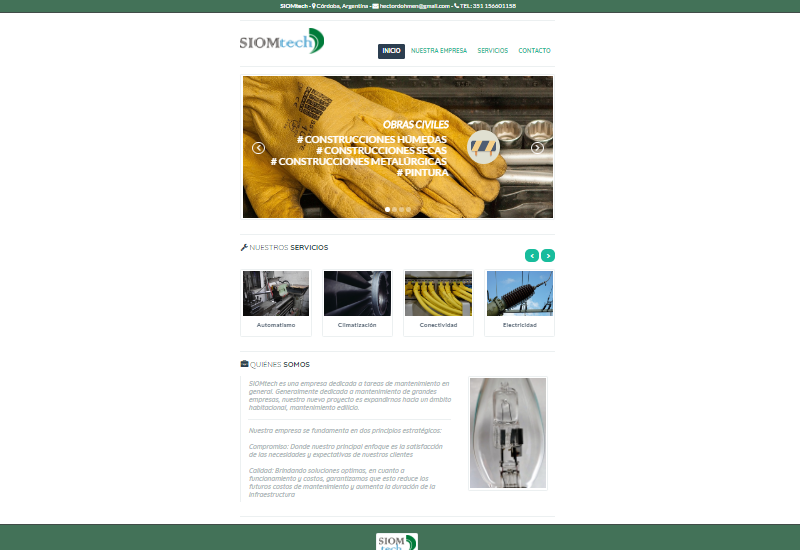 SIOMtech - Córdoba, Argentina - hectordohmen@gmail.com - TEL: 351 156601158
SIOMtech
INICIO NUESTRA EMPRESA SERVICIOS CONTACTO
OBRAS CIVILES
# CONSTRUCCIONES HÚMEDAS
# CONSTRUCCIONES SECAS
# CONSTRUCCIONES METALÚRGICAS
# PINTURA
NUESTROS SERVICIOS
Automatismo Climatización Conectividad Electricidad
QUIÉNES SOMOS
SIOMtech es una empresa dedicada a tareas de mantenimiento en
general. Generalmente dedicada a mantenimiento de grandes
empresas, nuestro nuevo proyecto es expandirnos hacia un ámbito
habitacional, mantenimiento edilicio.
Nuestra empresa se fundamenta en dos principios estratégicos:
Compromiso: Donde nuestro principal enfoque es la satisfacción
de las necesidades y expectativas de nuestros clientes
Calidad: Brindando soluciones optimas, en cuanto a
funcionamiento y costos, garantizamos que esto reduce los
futuros costos de mantenimiento y aumenta la duración de la
infraestructura
SIOM
tech